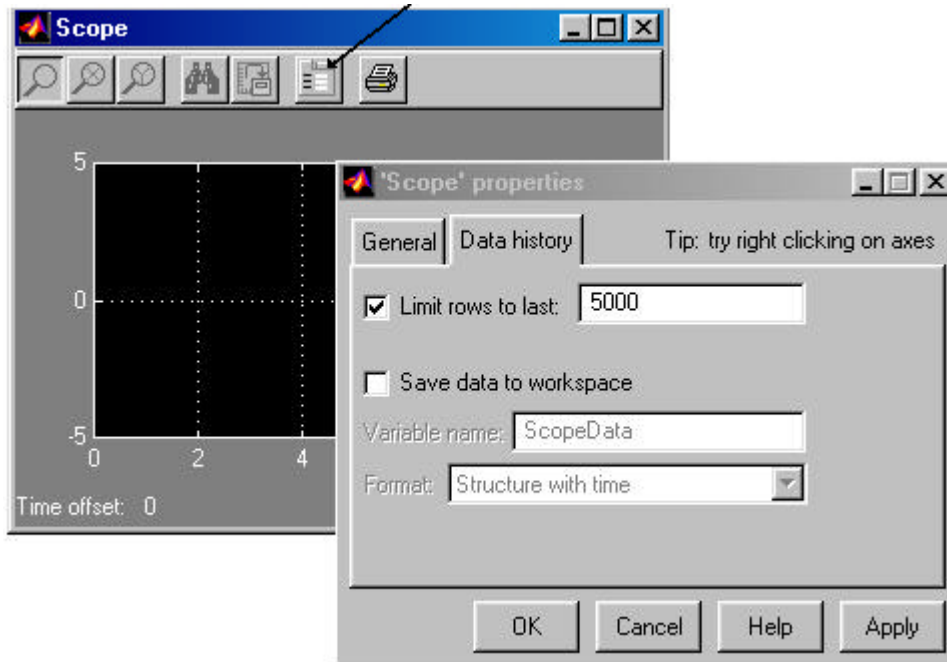 Scope
5
0
-5
0 2 4
Time offset: 0
'Scope' properties
General Data history Tip: try right clicking on axes
Limit rows to last: 5000
Save data to workspace
Variable name: ScopeData
Format: Structure with time
OK Cancel Help Apply